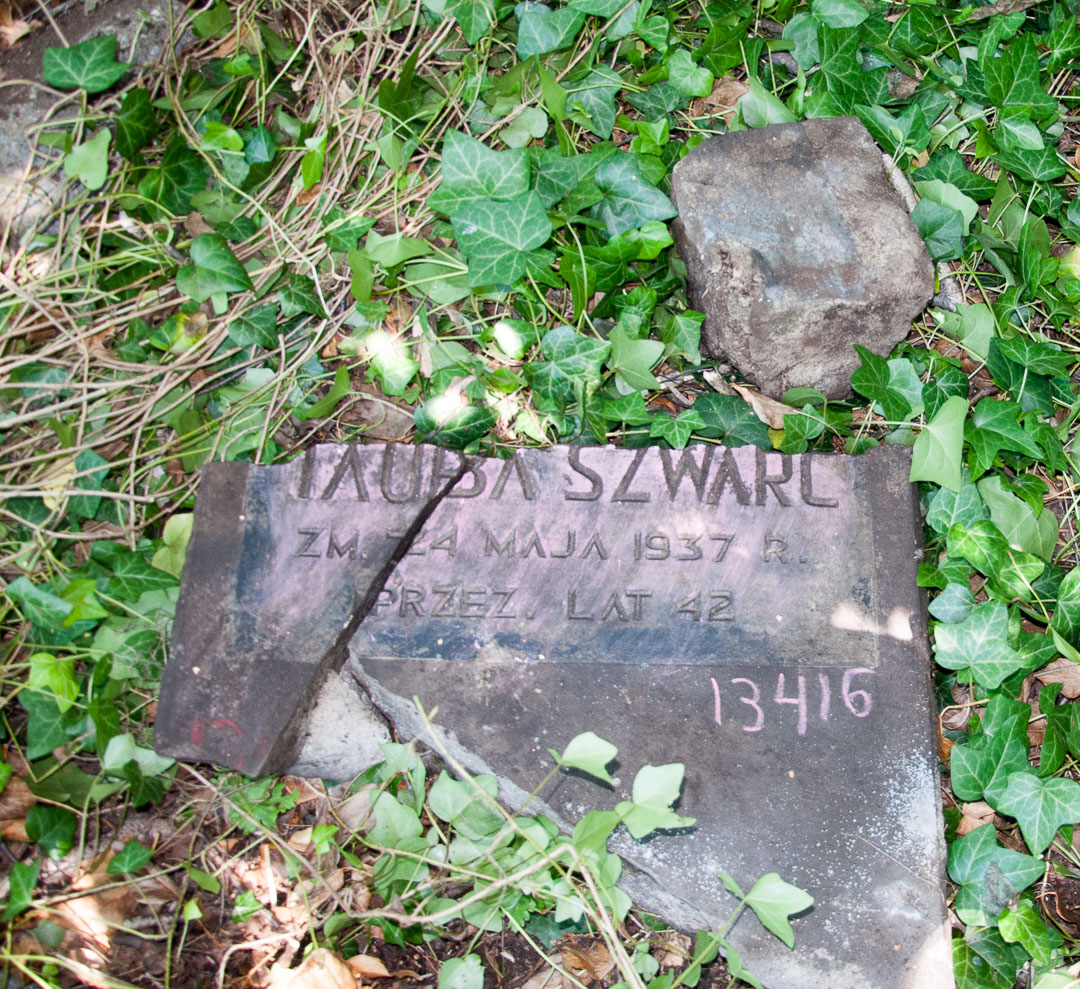 TAUBA SZWARC
ZM. 24 MAJA 1937 R.
PRZEZ. LAT 42
13416